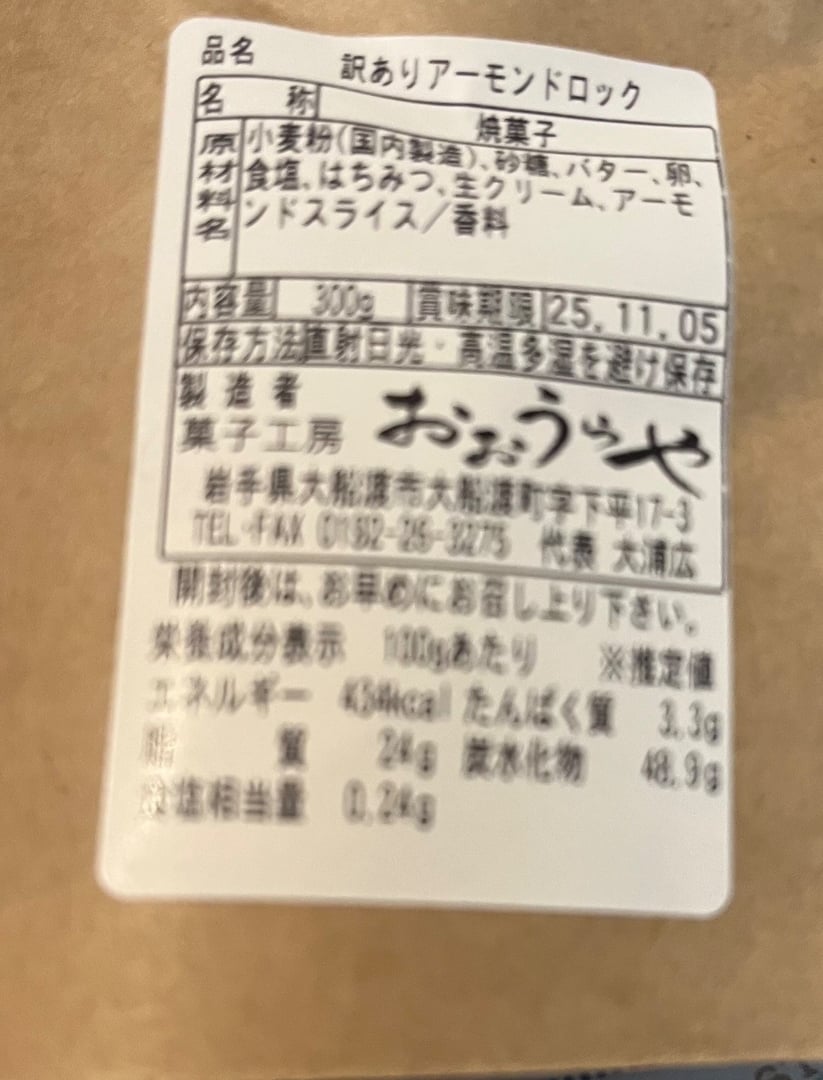 品名 訳ありアーモンドロック
名 称 焼菓子
原材料名 小麦粉(国内製造)、砂糖、バター、卵、
食塩、はちみつ、生クリーム、アーモ
ンドスライス/香料
内容量 300g 賞味期限 25.11.05
保存方法 直射日光・高温多湿を避け保存
製造者
菓子工房 おおうらや
岩手県大船渡市大船渡町字下平17-3
TEL・FAX 0192-26-3275 代表 大浦広
開封後は、お早めにお召し上り下さい。
栄養成分表示 100gあたり ※推定値
エネルギー 434kcal たんぱく質 3.3g
脂 質 24g 炭水化物 48.9g
食塩相当量 0.24g